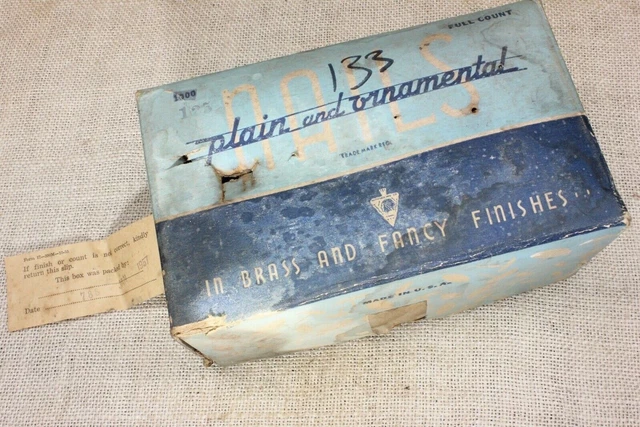 FULL COUNT
133
NAILS
plain and ornamental
TRADE MARK REG.
IN BRASS AND FANCY FINISHES
MADE IN U.S.A.
If finish or count is not correct, kindly
return this slip.
This box was packed by:
Date